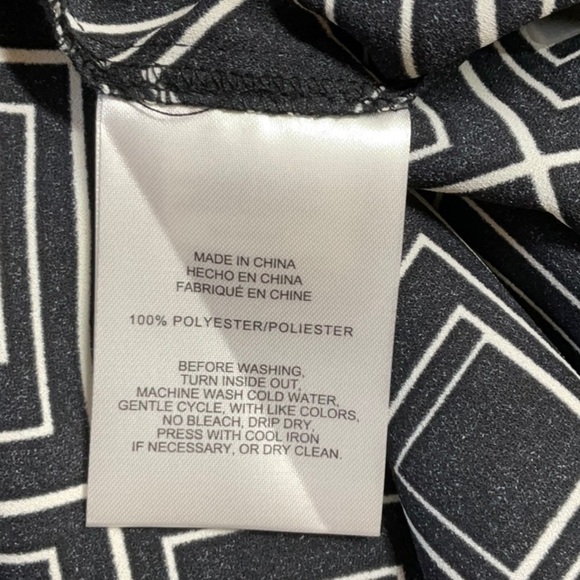 MADE IN CHINA
HECHO EN CHINA
FABRIQUÉ EN CHINE
100% POLYESTER/POLIESTER
BEFORE WASHING,
TURN INSIDE OUT,
MACHINE WASH COLD WATER,
GENTLE CYCLE, WITH LIKE COLORS,
NO BLEACH, DRIP DRY,
PRESS WITH COOL IRON
IF NECESSARY, OR DRY CLEAN.